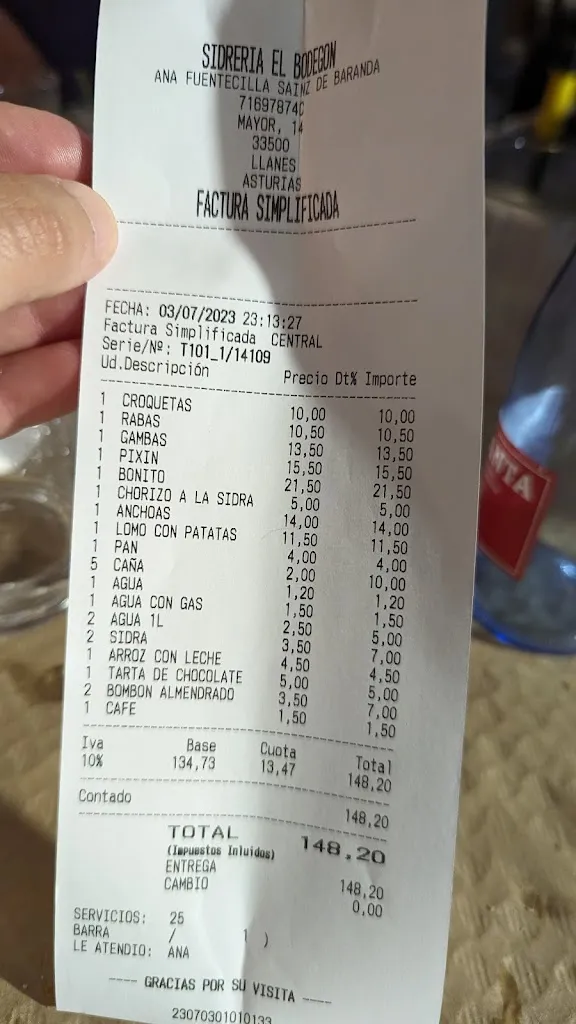 SIDRERIA EL BODEGON
ANA FUENTECILLA SAINZ DE BARANDA
71697874C
MAYOR, 14
33500
LLANES
ASTURIAS
FACTURA SIMPLIFICADA
FECHA: 03/07/2023 23:13:27
Factura Simplificada CENTRAL
Serie/Nº: T101_1/14109
Ud.Descripción Precio Dt% Importe
1 CROQUETAS 10,00 10,00
1 RABAS 10,50 10,50
1 GAMBAS 13,50 13,50
1 PIXIN 15,50 15,50
1 BONITO 21,50 21,50
1 CHORIZO A LA SIDRA 5,00 5,00
1 ANCHOAS 14,00 14,00
1 LOMO CON PATATAS 11,50 11,50
1 PAN 4,00 4,00
5 CAÑA 2,00 10,00
1 AGUA 1,20 1,20
1 AGUA CON GAS 1,50 1,50
2 AGUA 1L 2,50 5,00
2 SIDRA 3,50 7,00
1 ARROZ CON LECHE 4,50 4,50
1 TARTA DE CHOCOLATE 5,00 5,00
2 BOMBON ALMENDRADO 3,50 7,00
1 CAFE 1,50 1,50
Iva Base Cuota Total
10% 134,73 13,47 148,20
Contado 148,20
TOTAL 148,20
(Impuestos Inluidos)
ENTREGA 148,20
CAMBIO 0,00
SERVICIOS: 25
BARRA / 1 )
LE ATENDIO: ANA
---- GRACIAS POR SU VISITA ----
23070301010133
NTA